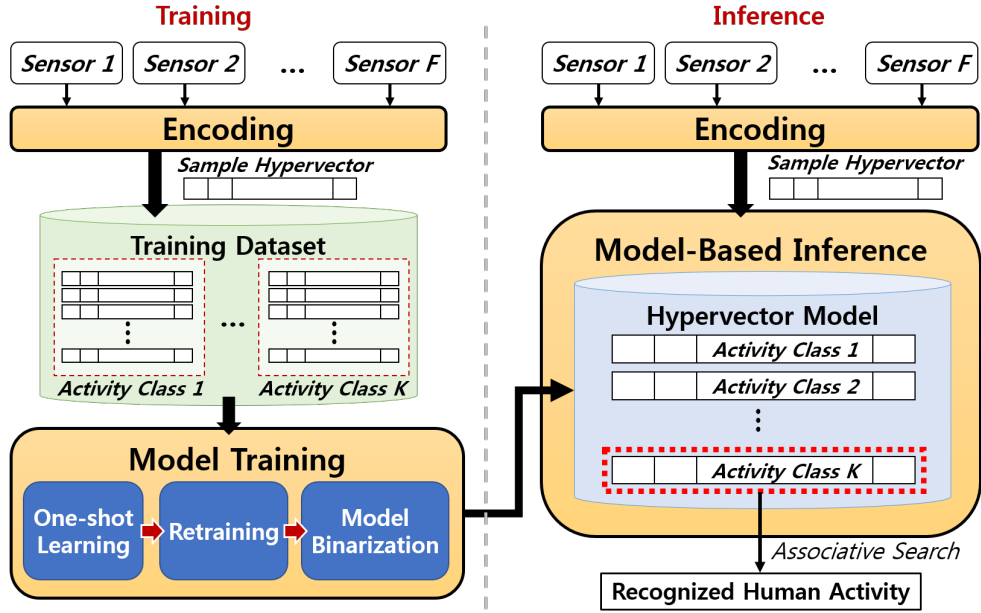 Training
Sensor 1
Sensor 2
...
Sensor F
Encoding
Sample Hypervector
Training Dataset
...
Activity Class 1
Activity Class K
Model Training
One-shot
Learning
Retraining
Model
Binarization
Inference
Sensor 1
Sensor 2
...
Sensor F
Encoding
Sample Hypervector
Model-Based Inference
Hypervector Model
Activity Class 1
Activity Class 2
Activity Class K
Associative Search
Recognized Human Activity